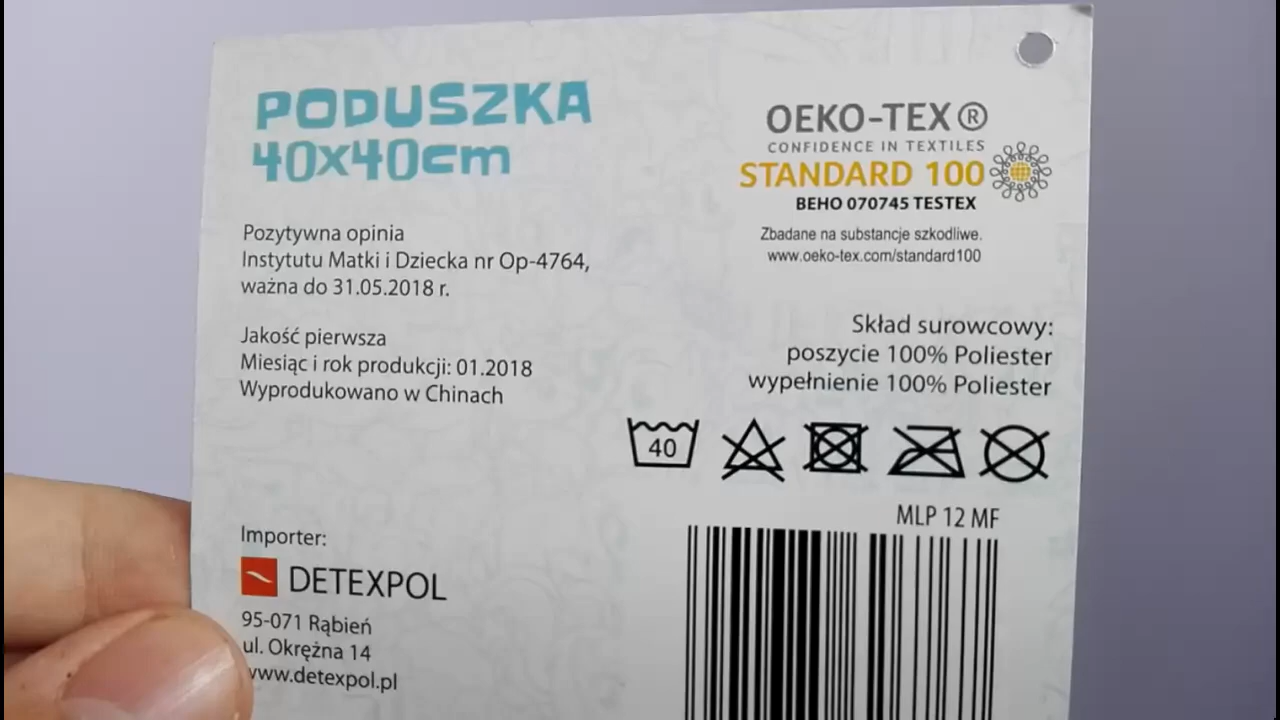 PODUSZKA
40x40cm
Pozytywna opinia
Instytutu Matki i Dziecka nr Op-4764,
ważna do 31.05.2018 r.
Jakość pierwsza
Miesiąc i rok produkcji: 01.2018
Wyprodukowano w Chinach
Importer:
DETEXPOL
95-071 Rąbień
ul. Okrężna 14
www.detexpol.pl
OEKO-TEX®
CONFIDENCE IN TEXTILES
STANDARD 100
BEHO 070745 TESTEX
Zbadane na substancje szkodliwe.
www.oeko-tex.com/standard100
Skład surowcowy:
poszycie 100% Poliester
wypełnienie 100% Poliester
40
MLP 12 MF